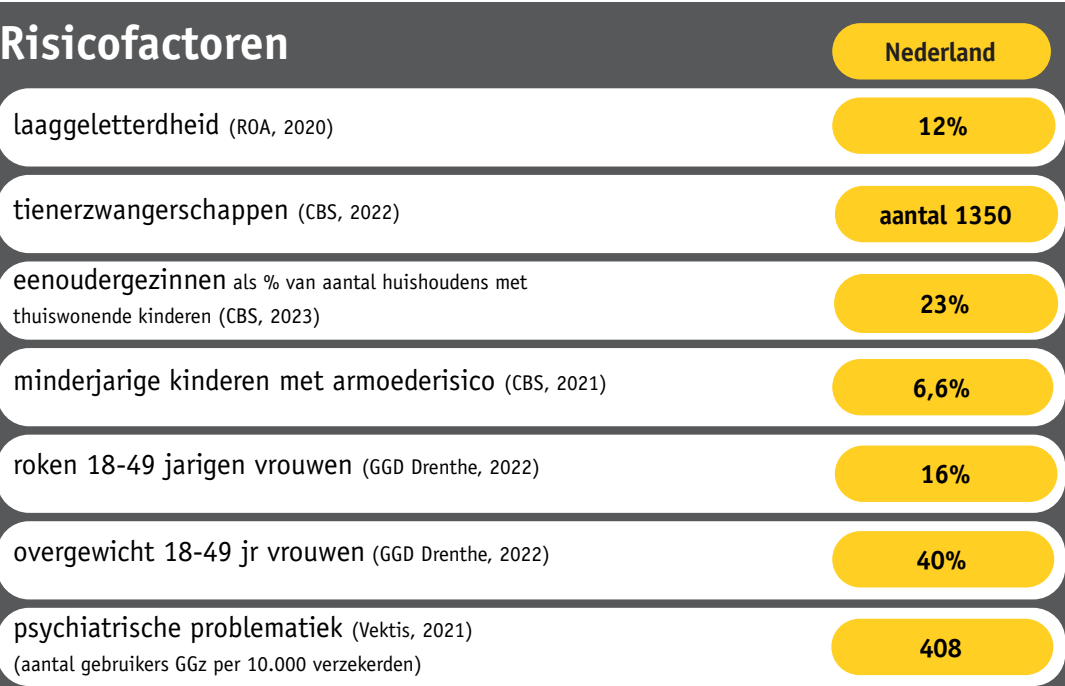 Risicofactoren
Nederland
laaggeletterdheid (ROA, 2020)
12%
tienerzwangerschappen (CBS, 2022)
aantal 1350
eenoudergezinnen als % van aantal huishoudens met
thuiswonende kinderen (CBS, 2023)
23%
minderjarige kinderen met armoederisico (CBS, 2021)
6,6%
roken 18-49 jarigen vrouwen (GGD Drenthe, 2022)
16%
overgewicht 18-49 jr vrouwen (GGD Drenthe, 2022)
40%
psychiatrische problematiek (Vektis, 2021)
(aantal gebruikers GGz per 10.000 verzekerden)
408